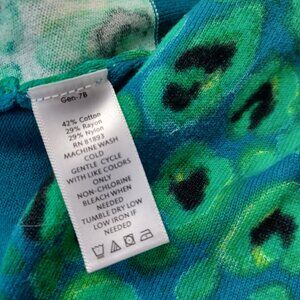 Gen-7B
42% Cotton
29% Rayon
29% Nylon
RN 81893
MACHINE WASH
COLD
GENTLE CYCLE
WITH LIKE COLORS
ONLY
NON-CHLORINE
BLEACH WHEN
NEEDED
TUMBLE DRY LOW
LOW IRON IF
NEEDED